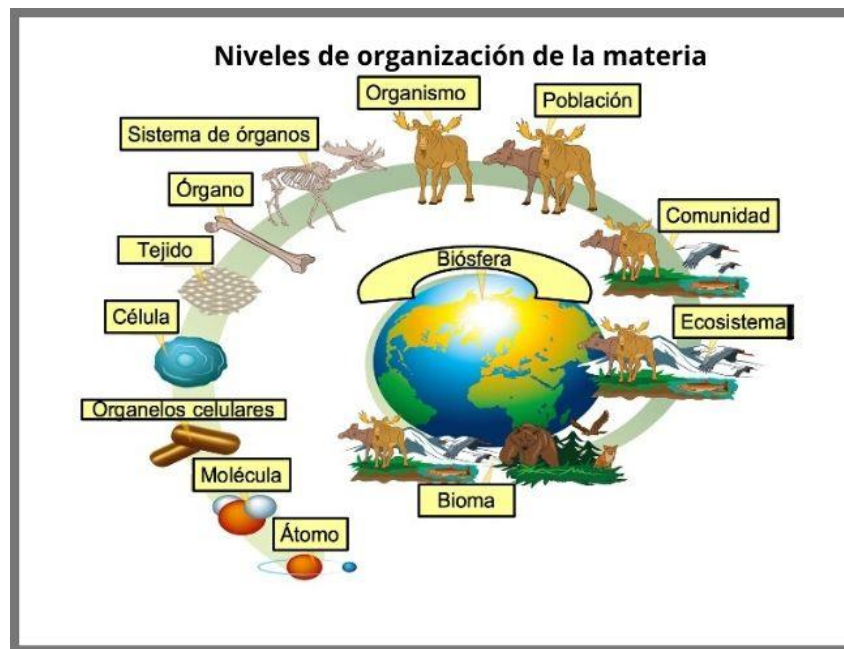 Niveles de organización de la materia
Organismo
Población
Sistema de órganos
Órgano
Comunidad
Tejido
Biósfera
Célula
Ecosistema
Organelos celulares
Molécula
Bioma
Átomo